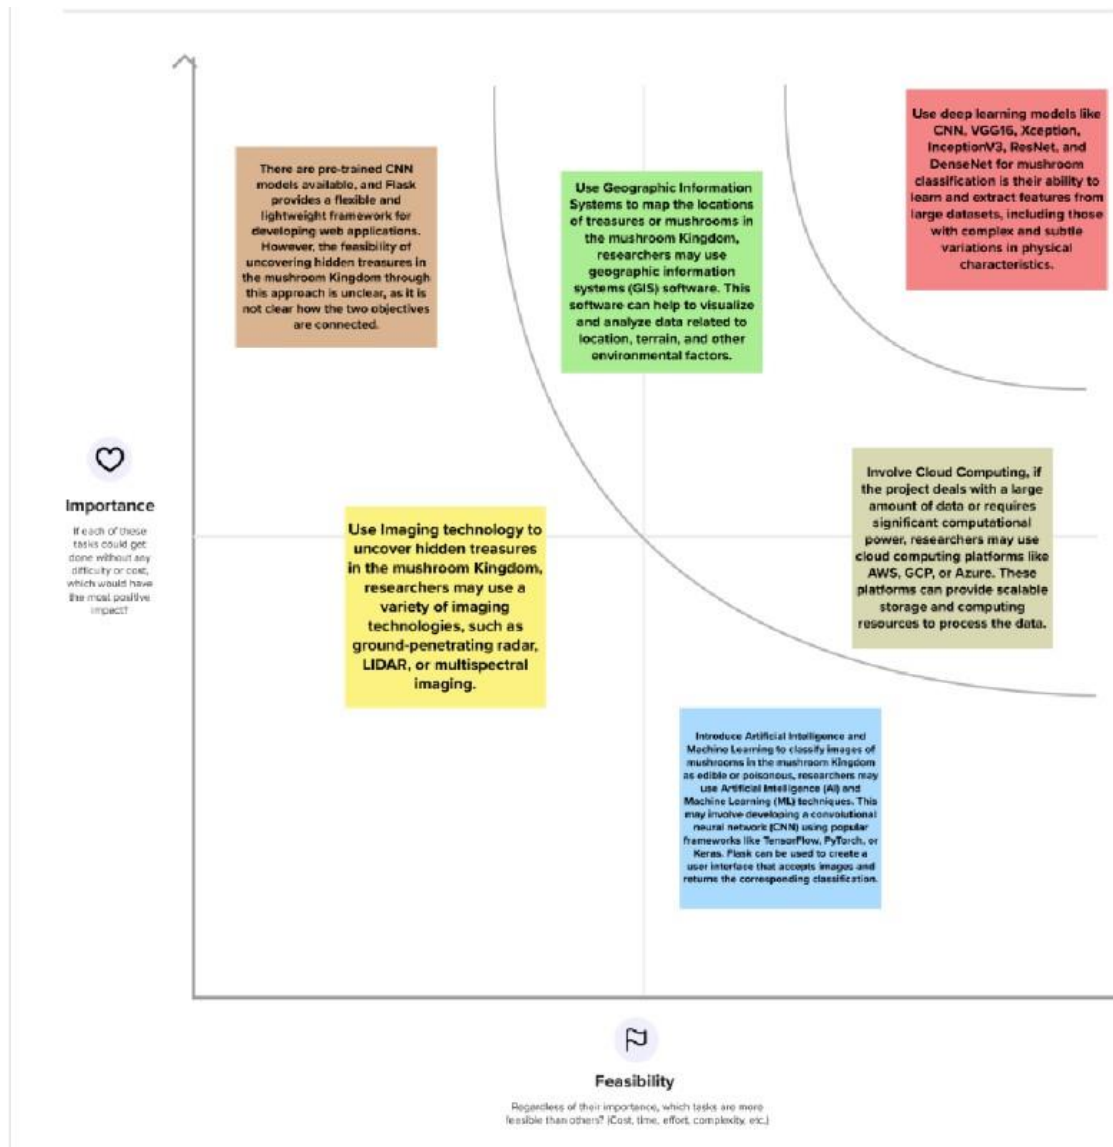 There are pre-trained CNN
models available, and Flask
provides a flexible and
lightweight framework for
developing web applications.
However, the feasibility of
uncovering hidden treasures in
the mushroom Kingdom through
this approach is unclear, as it is
not clear how the two objectives
are connected.
Use Geographic Information
Systems to map the locations
of treasures or mushrooms in
the mushroom Kingdom,
researchers may use
geographic information
systems (GIS) software. This
software can help to visualize
and analyze data related to
location, terrain, and other
environmental factors.
Use deep learning models like
CNN, VGG16, Xception,
InceptionV3, ResNet, and
DenseNet for mushroom
classification is their ability to
learn and extract features from
large datasets, including those
with complex and subtle
variations in physical
characteristics.
Importance
If each of these
tasks could get
done without any
difficulty or cost,
which would have
the most positive
impact?
Use Imaging technology to
uncover hidden treasures
in the mushroom Kingdom,
researchers may use a
variety of imaging
technologies, such as
ground-penetrating radar,
LIDAR, or multispectral
imaging.
Involve Cloud Computing, if
the project deals with a large
amount of data or requires
significant computational
power, researchers may use
cloud computing platforms like
AWS, GCP, or Azure. These
platforms can provide scalable
storage and computing
resources to process the data.
Introduce Artificial Intelligence and
Machine Learning to classify images of
mushrooms in the mushroom Kingdom
as edible or poisonous, researchers may
use Artificial Intelligence (AI) and
Machine Learning (ML) techniques. This
may involve developing a convolutional
neural network (CNN) using popular
frameworks like TensorFlow, PyTorch, or
Keras. Flask can be used to create a
user interface that accepts images and
returns the corresponding classification.
Feasibility
Regardless of their importance, which tasks are more
feasible than others? (Cost, time, effort, complexity, etc.)